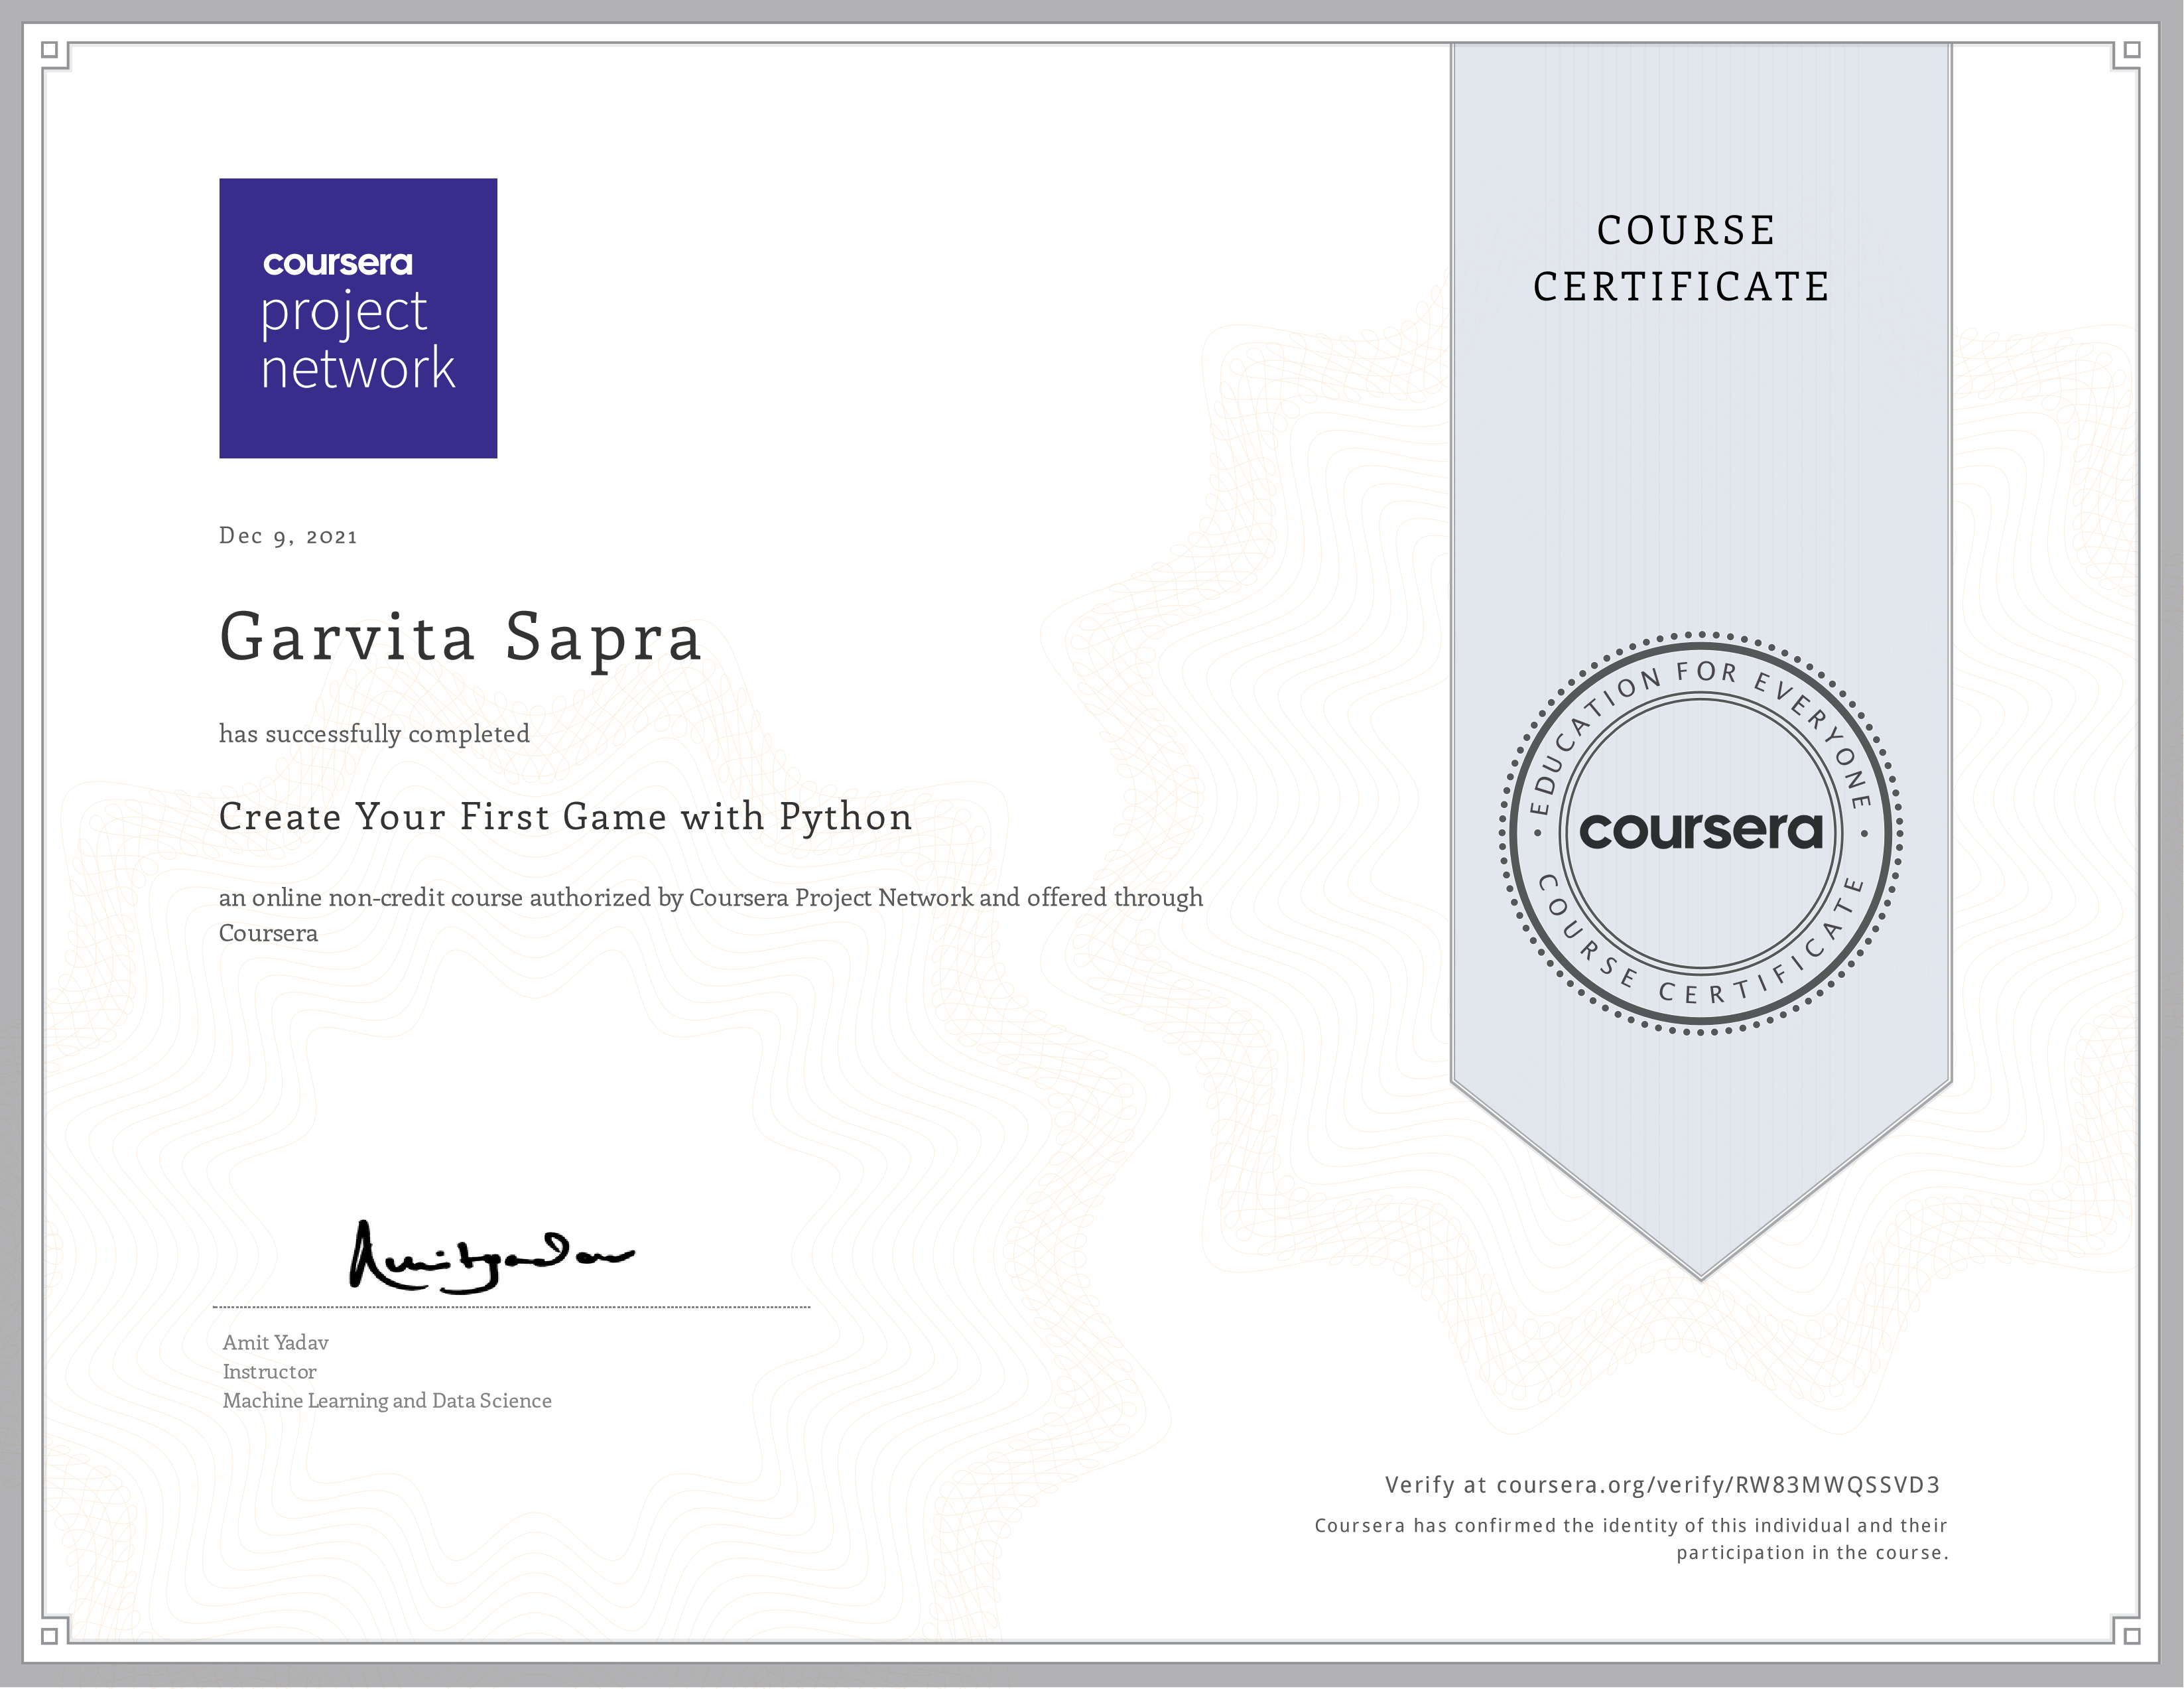 coursera
project
network
COURSE
CERTIFICATE
Dec 9, 2021
Garvita Sapra
has successfully completed
Create Your First Game with Python
an online non-credit course authorized by Coursera Project Network and offered through
Coursera
EDUCATION FOR EVERYONE
coursera
COURSE CERTIFICATE
Amit Yadav
Amit Yadav
Instructor
Machine Learning and Data Science
Verify at coursera.org/verify/RW83MWQSSVD3
Coursera has confirmed the identity of this individual and their
participation in the course.